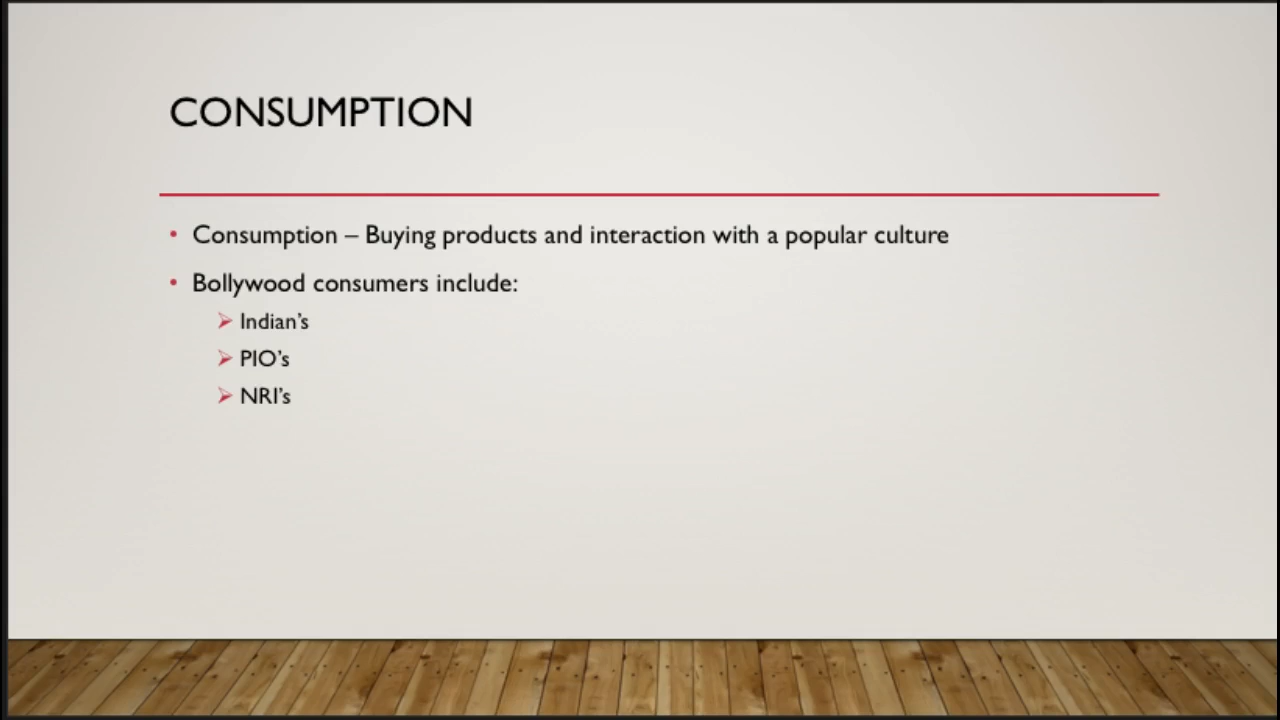 CONSUMPTION
• Consumption – Buying products and interaction with a popular culture
• Bollywood consumers include:
➢ Indian’s
➢ PIO’s
➢ NRI’s